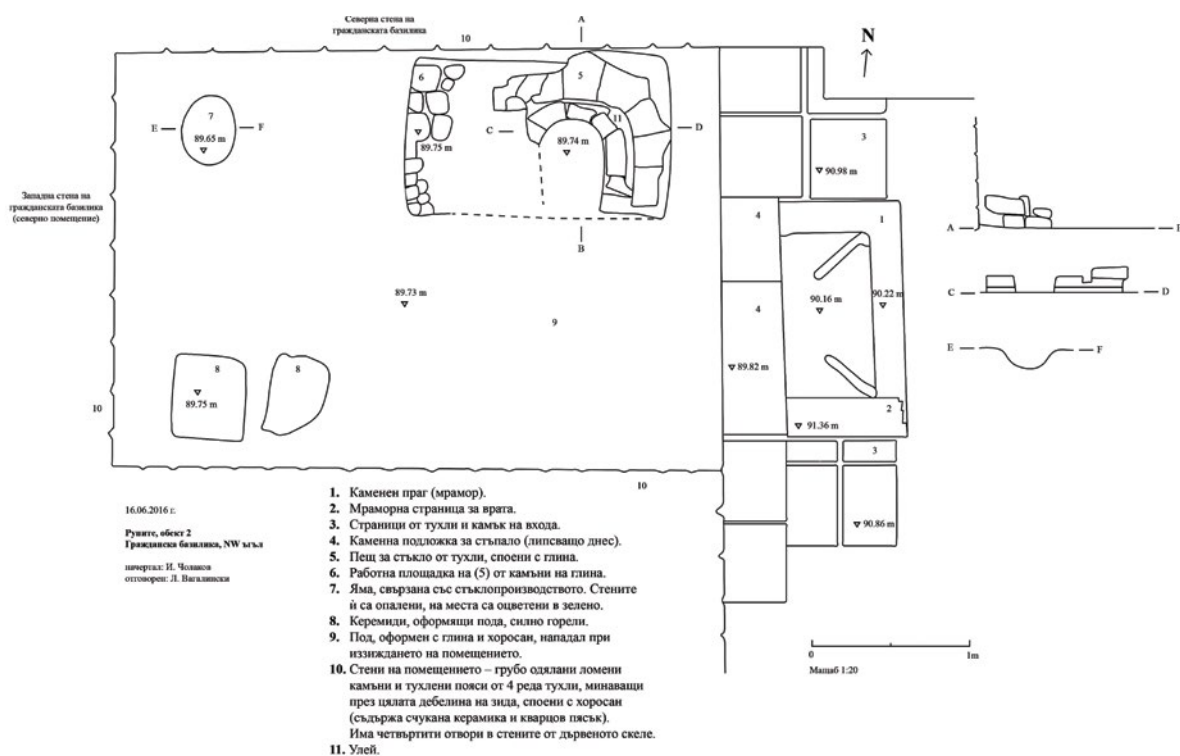 Северна стена на
гражданската базилика
10
A
N
6
5
7
E
F
89.65 m
C
11
D
89.75 m
89.74 m
3
90.98 m
Западна стена на
гражданската базилика
(северно помещение)
4
1
A
B
C
D
89.73 m
9
90.16 m
90.22 m
4
E
F
8
8
89.75 m
89.82 m
10
2
91.36 m
3
10
90.86 m
16.06.2016 г.
Руините, обект 2
Гражданска базилика, NW ъгъл
начертал: И. Чолаков
отговорен: Л. Вагалински
1. Каменен праг (мрамор).
2. Мраморна страница за врата.
3. Страници от тухли и камък на входа.
4. Каменна подложка за стъпало (липсващо днес).
5. Пещ за стъкло от тухли, споени с глина.
6. Работна площадка на (5) от камъни на глина.
7. Яма, свързана със стъклопроизводството. Стените
ѝ са опалени, на места са оцветени в зелено.
8. Керемиди, оформящи пода, силно горели.
9. Под, оформен с глина и хоросан, нападал при
иззиждането на помещението.
10. Стени на помещението – грубо одялани ломени
камъни и тухлени пояси от 4 реда тухли, минаващи
през цялата дебелина на зида, споени с хоросан
(съдържа счукана керамика и кварцов пясък).
Има четвъртити отвори в стените от дървеното скеле.
11. Улей.
0
1m
Мащаб 1:20